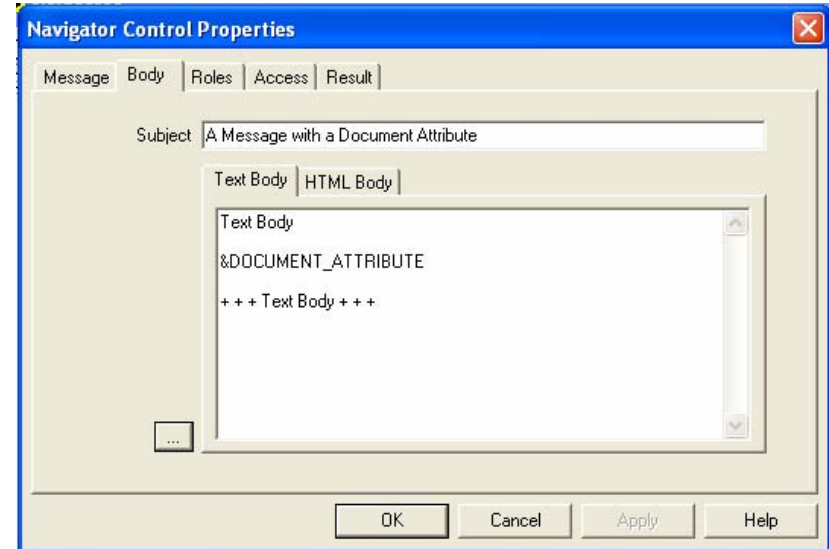 Navigator Control Properties
Message Body Roles Access Result
Subject A Message with a Document Attribute
Text Body HTML Body
Text Body
&DOCUMENT_ATTRIBUTE
+ + + Text Body + + +
...
OK Cancel Apply Help